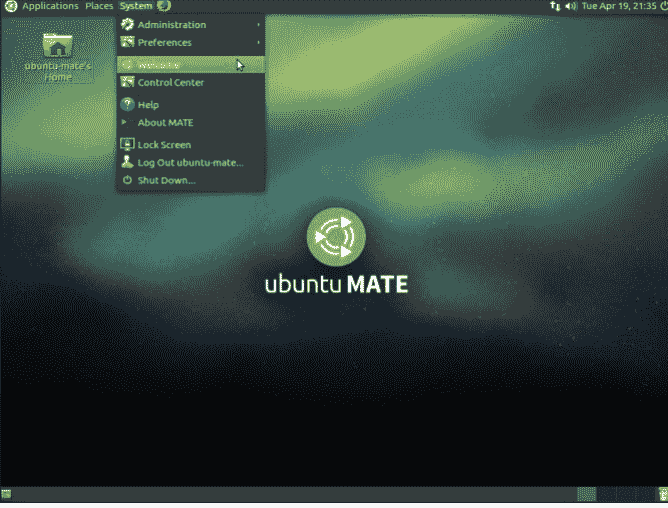 Applications Places System
Tue Apr 19, 21:35
ubuntu-mate's
Home
Administration
Preferences
Welcome
Control Center
Help
About MATE
Lock Screen
Log Out ubuntu-mate...
Shut Down...
ubuntu MATE